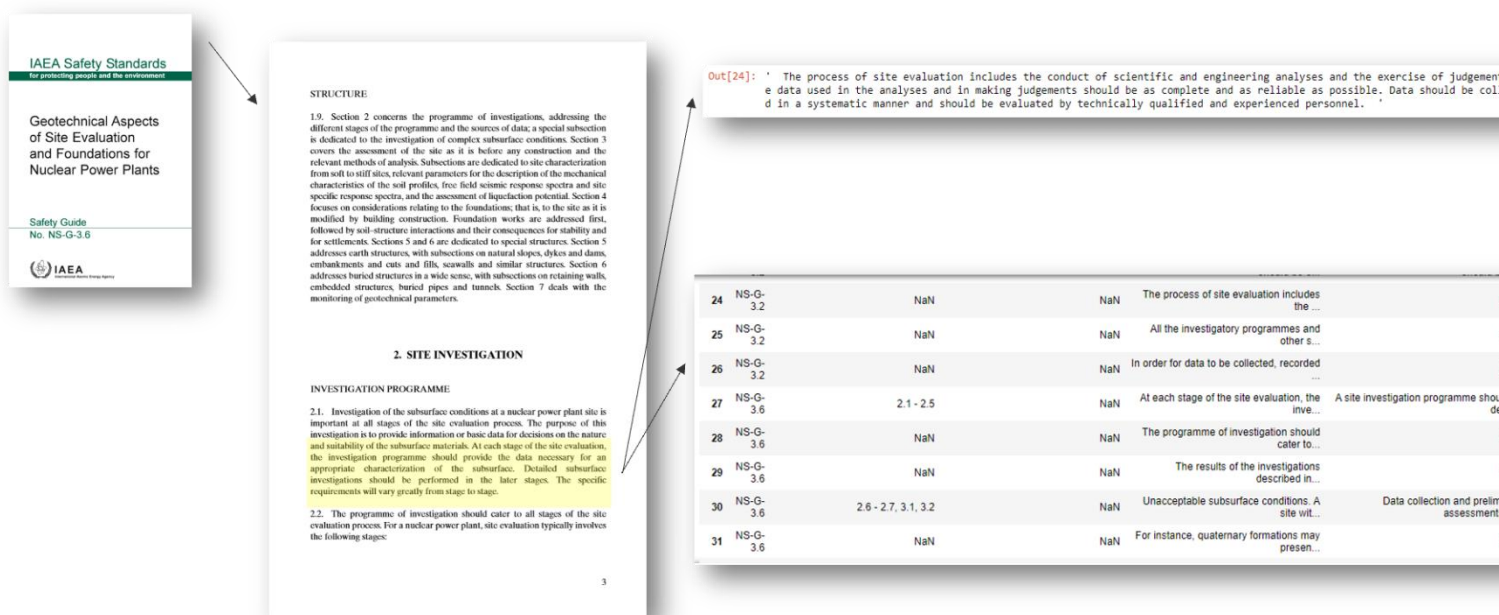 IAEA Safety Standards
for protecting people and the environment
Geotechnical Aspects
of Site Evaluation
and Foundations for
Nuclear Power Plants
Safety Guide
No. NS-G-3.6
IAEA
International Atomic Energy Agency
STRUCTURE
1.9. Section 2 concerns the programme of investigations, addressing the
different stages of the programme and the sources of data; a special subsection
is dedicated to the investigation of complex subsurface conditions. Section 3
covers the assessment of the site as it is before any construction and the
relevant methods of analysis. Subsections are dedicated to site characterization
from soft to stiff sites, relevant parameters for the description of the mechanical
characteristics of the soil profiles, free field seismic response spectra and site
specific response spectra, and the assessment of liquefaction potential. Section 4
focuses on considerations relating to the foundations; that is, to the site as it is
modified by building construction. Foundation works are addressed first,
followed by soil–structure interactions and their consequences for stability and
for settlements. Sections 5 and 6 are dedicated to special structures. Section 5
addresses earth structures, with subsections on natural slopes, dykes and dams,
embankments and cuts and fills, seawalls and similar structures. Section 6
addresses buried structures in a wide sense, with subsections on retaining walls,
embedded structures, buried pipes and tunnels. Section 7 deals with the
monitoring of geotechnical parameters.
2. SITE INVESTIGATION
INVESTIGATION PROGRAMME
2.1. Investigation of the subsurface conditions at a nuclear power plant site is
important at all stages of the site evaluation process. The purpose of this
investigation is to provide information or basic data for decisions on the nature
and suitability of the subsurface materials. At each stage of the site evaluation,
the investigation programme should provide the data necessary for an
appropriate characterization of the subsurface. Detailed subsurface
investigations should be performed in the later stages. The specific
requirements will vary greatly from stage to stage.
2.2. The programme of investigation should cater to all stages of the site
evaluation process. For a nuclear power plant, site evaluation typically involves
the following stages:
3
Out[24]: ' The process of site evaluation includes the conduct of scientific and engineering analyses and the exercise of judgement
e data used in the analyses and in making judgements should be as complete and as reliable as possible. Data should be coll
d in a systematic manner and should be evaluated by technically qualified and experienced personnel. '
24 NS-G-3.2 NaN NaN The process of site evaluation includes the ...
25 NS-G-3.2 NaN NaN All the investigatory programmes and other s...
26 NS-G-3.2 NaN NaN In order for data to be collected, recorded ...
27 NS-G-3.6 2.1 - 2.5 NaN At each stage of the site evaluation, the inve... A site investigation programme shou de
28 NS-G-3.6 NaN NaN The programme of investigation should cater to...
29 NS-G-3.6 NaN NaN The results of the investigations described in...
30 NS-G-3.6 2.6 - 2.7, 3.1, 3.2 NaN Unacceptable subsurface conditions. A site wit... Data collection and prelim assessment
31 NS-G-3.6 NaN NaN For instance, quaternary formations may presen...